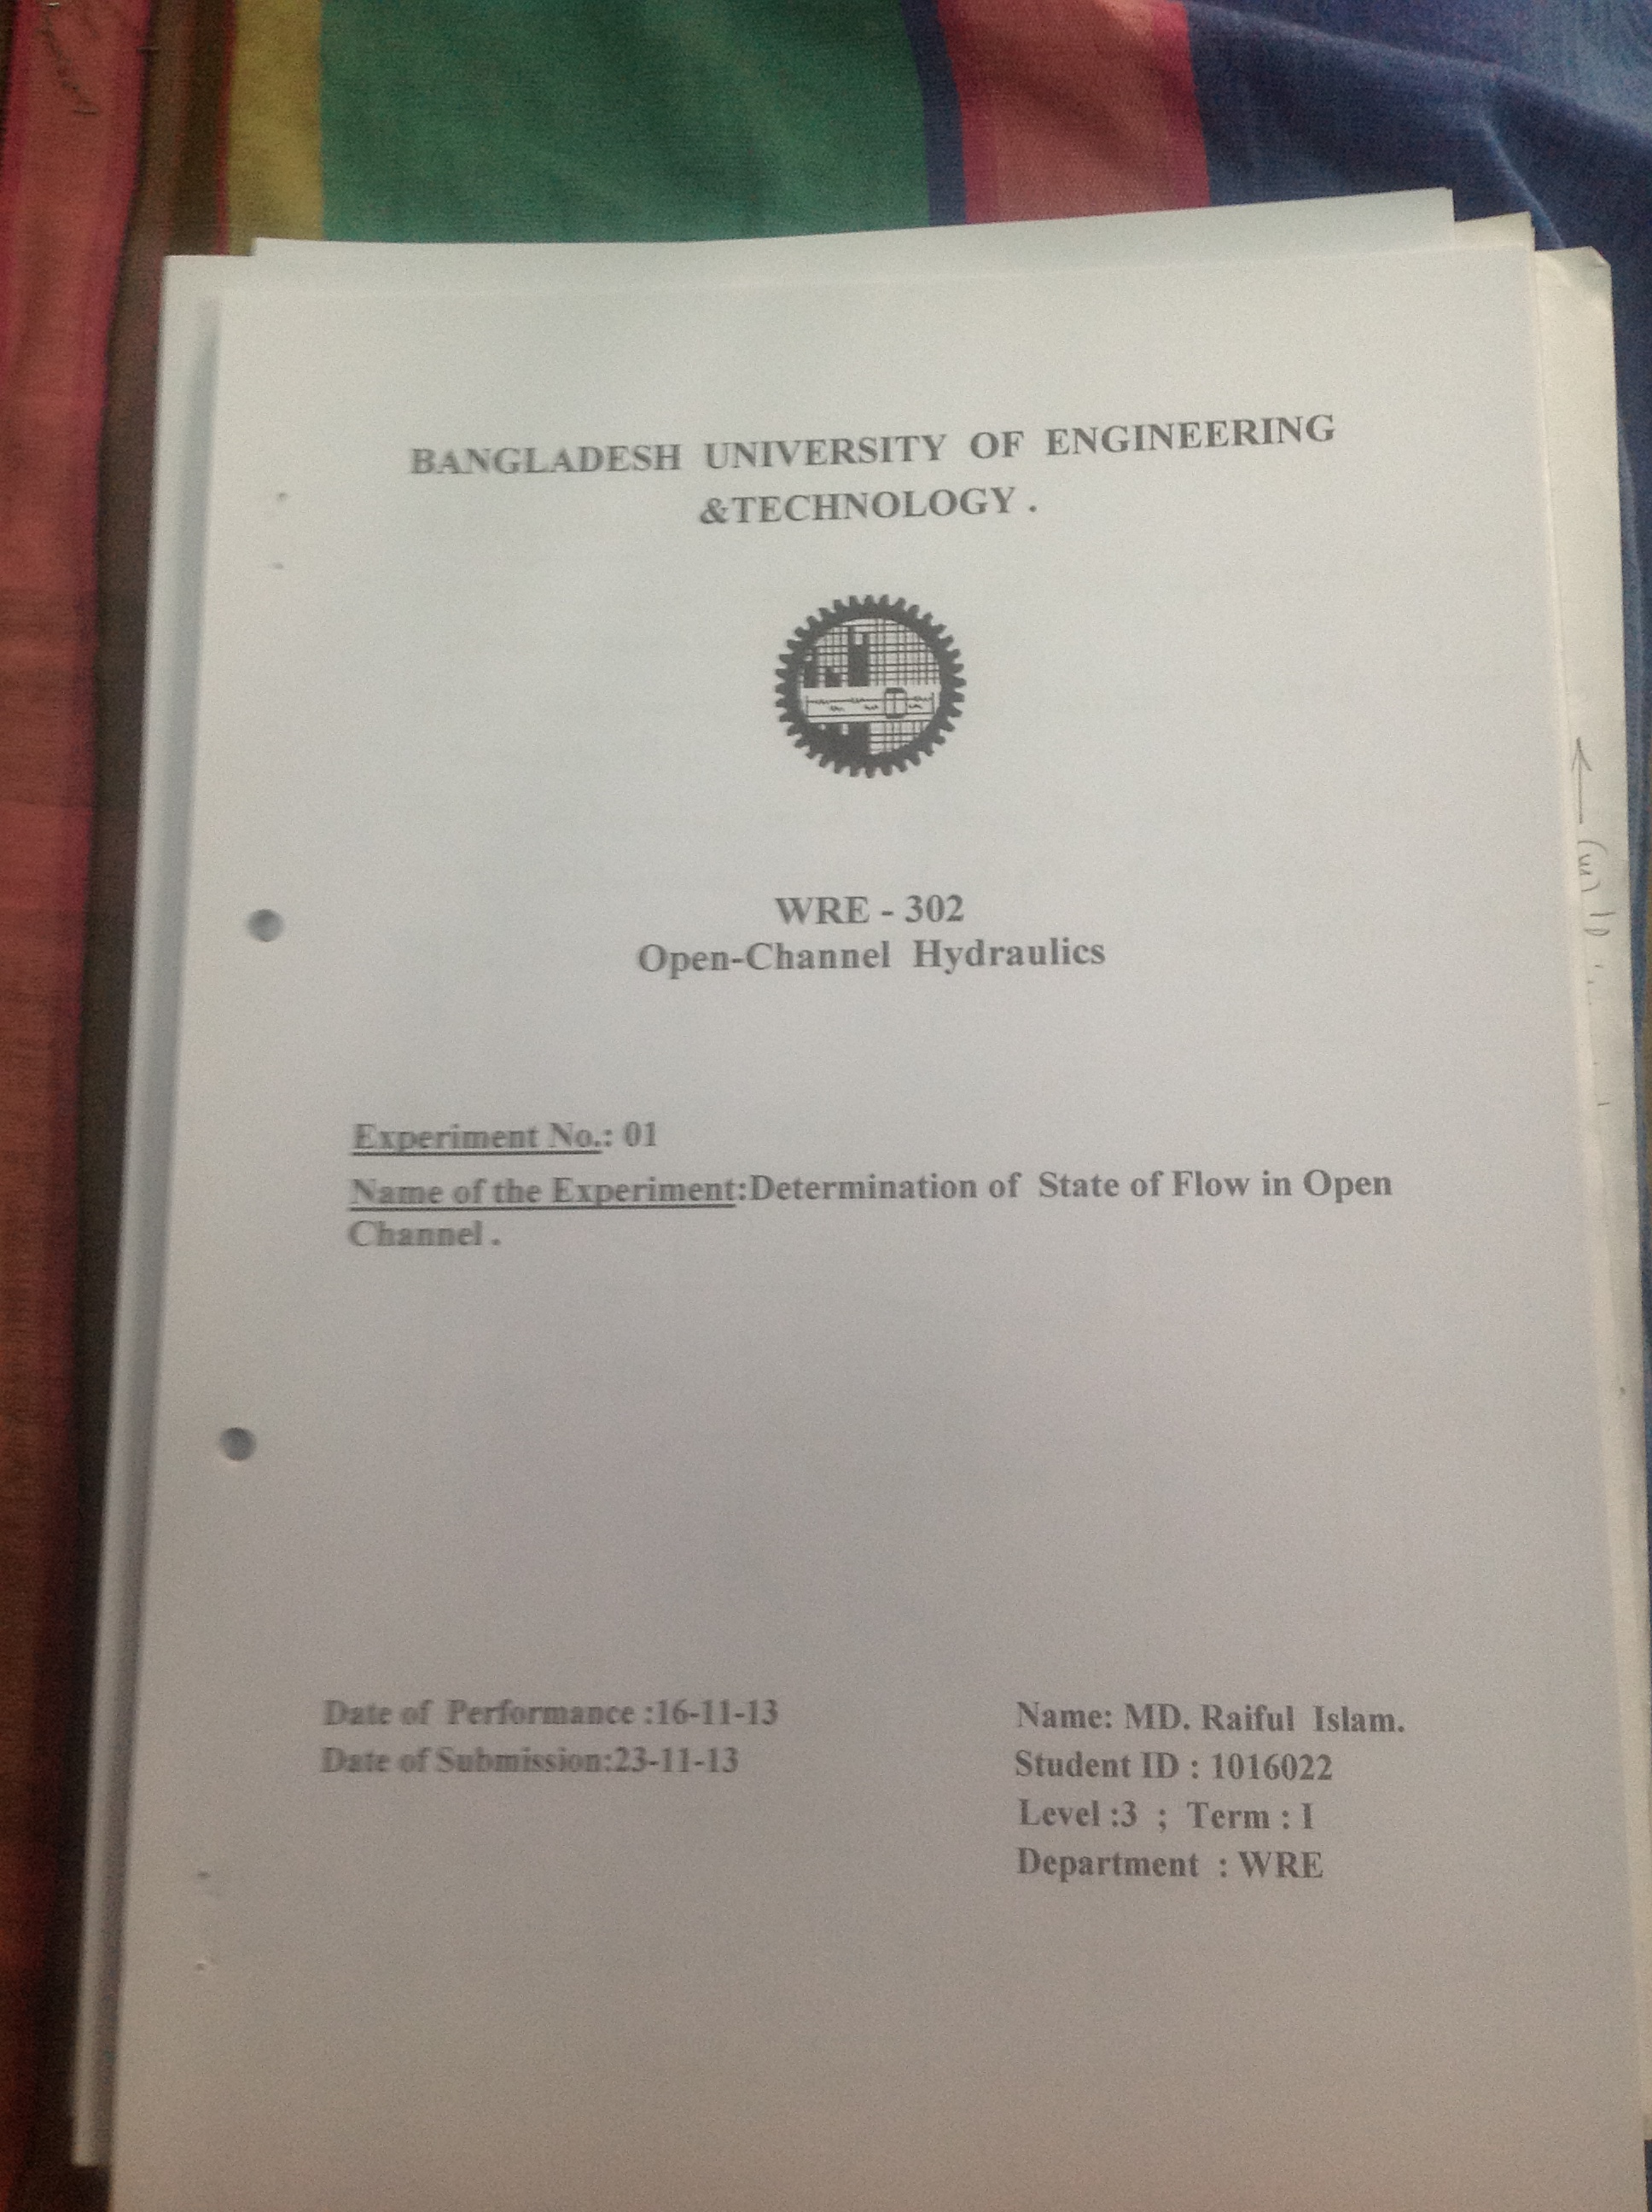 BANGLADESH UNIVERSITY OF ENGINEERING
&TECHNOLOGY .
WRE - 302
Open-Channel Hydraulics
Experiment No.: 01
Name of the Experiment:Determination of State of Flow in Open
Channel .
Date of Performance :16-11-13
Date of Submission:23-11-13
Name: MD. Raiful Islam.
Student ID : 1016022
Level :3 ; Term : I
Department : WRE